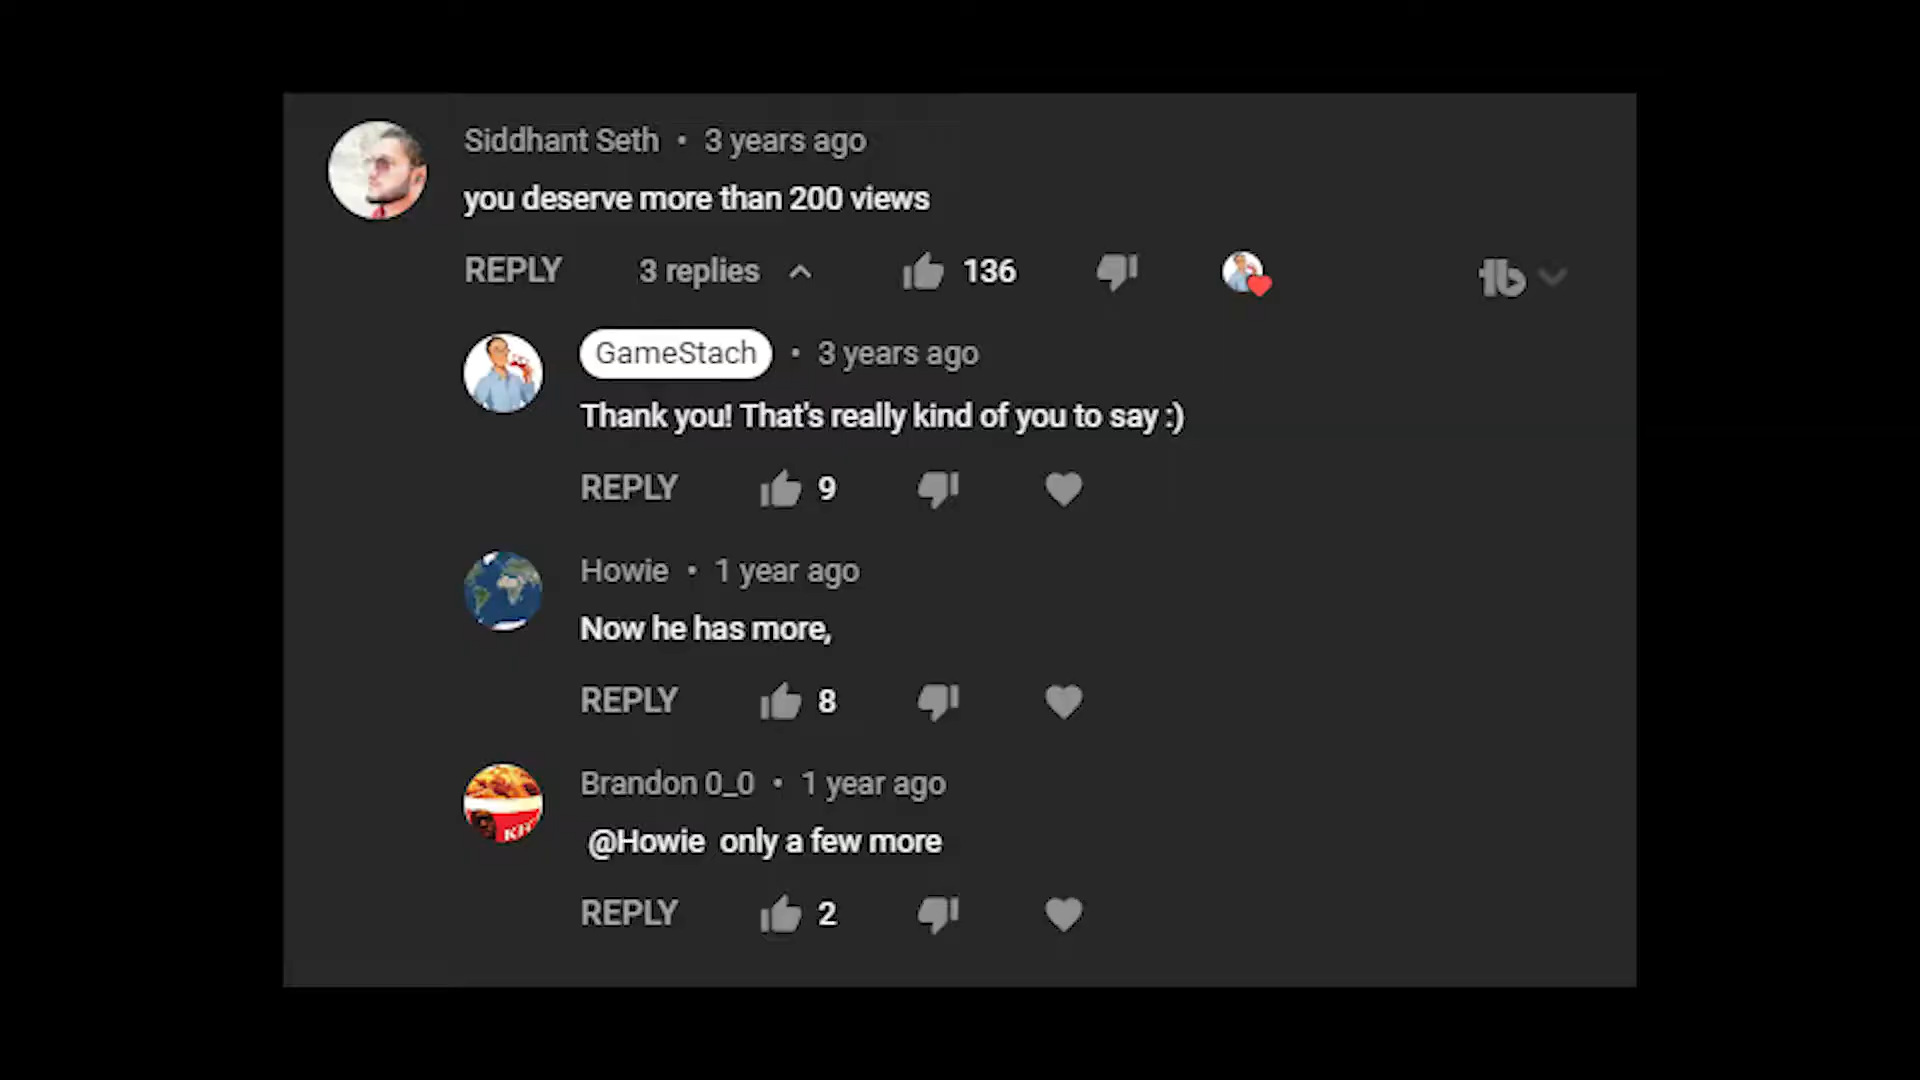 Siddhant Seth • 3 years ago
you deserve more than 200 views
REPLY 3 replies 136
GameStach • 3 years ago
Thank you! That's really kind of you to say :)
REPLY 9
Howie • 1 year ago
Now he has more,
REPLY 8
Brandon 0_0 • 1 year ago
@Howie only a few more
REPLY 2